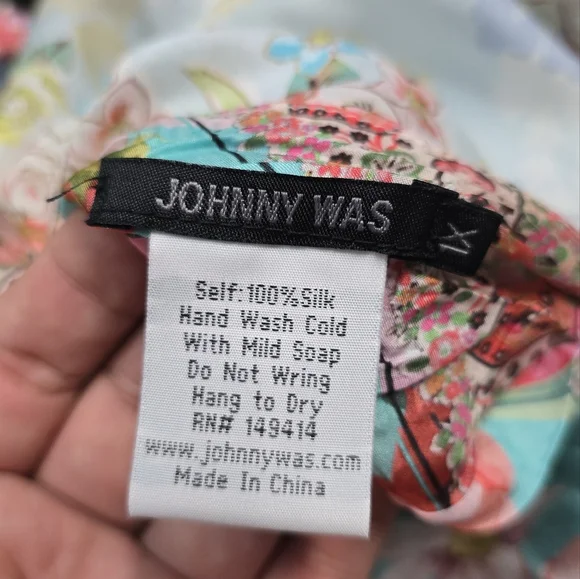 JOHNNY WAS
1X
Self:100%Silk
Hand Wash Cold
With Mild Soap
Do Not Wring
Hang to Dry
RN# 149414
www.johnnywas.com
Made In China